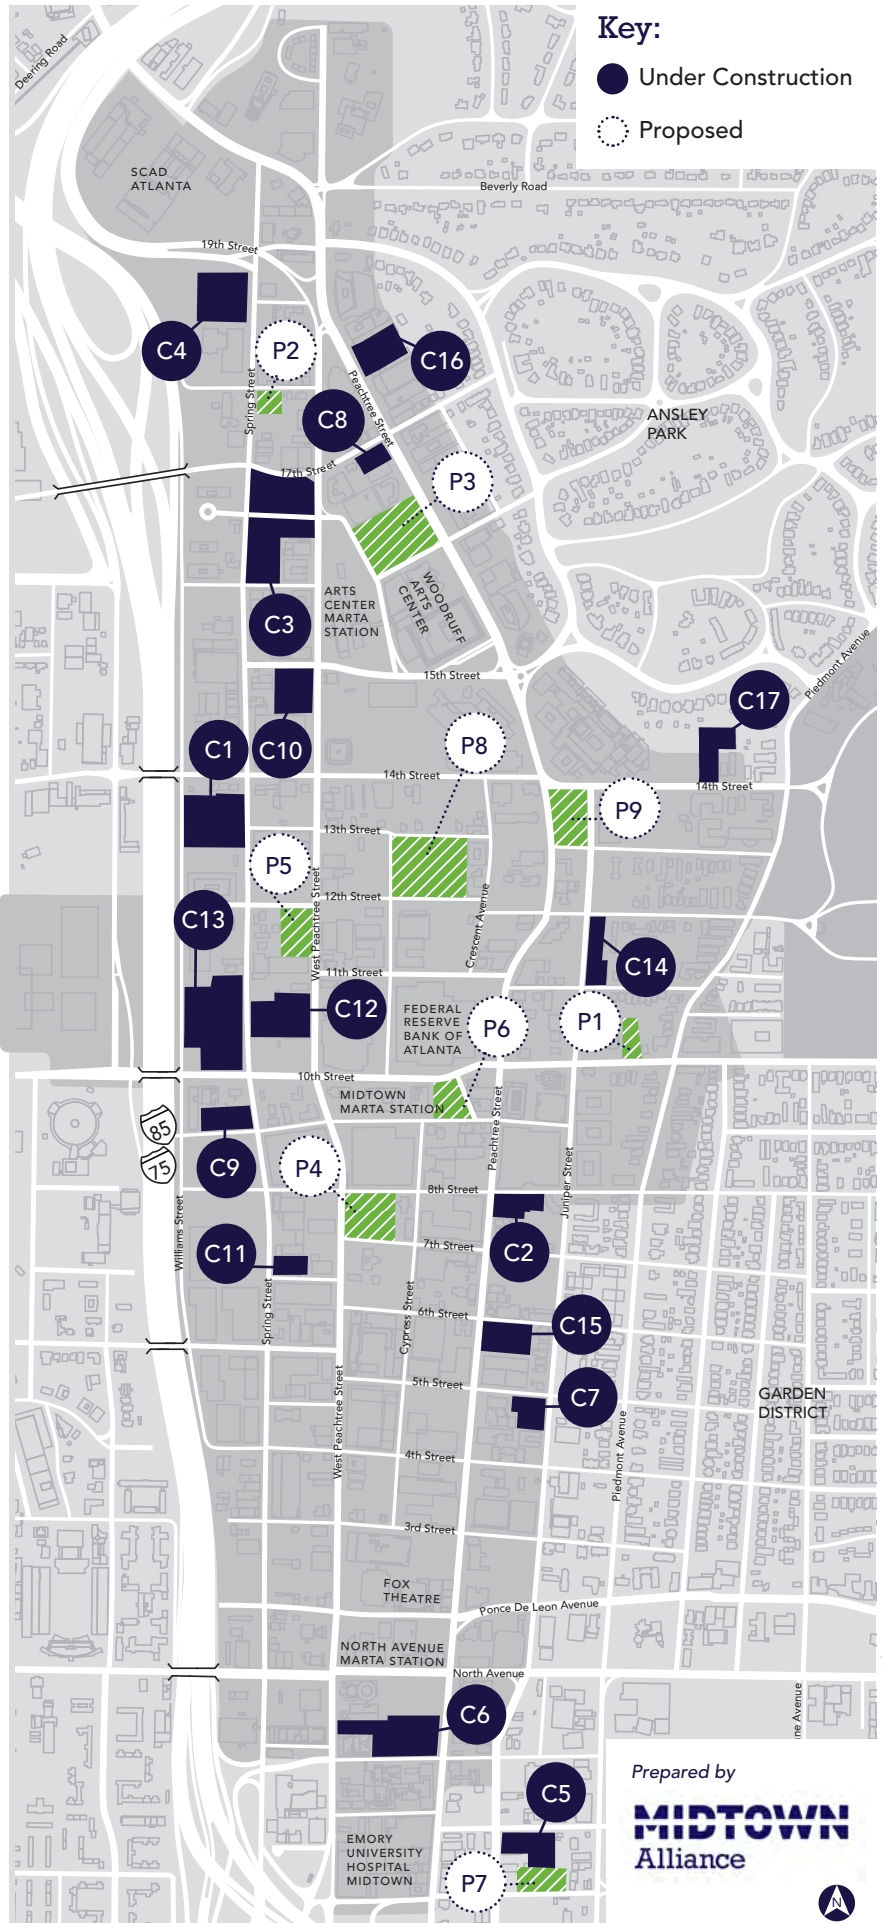 Key:
Under Construction
Proposed
Deering Road
SCAD
ATLANTA
Beverly Road
19th Street
C4
P2
C16
Spring Street
Peachtree Street
C8
ANSLEY
PARK
17th Street
P3
ARTS
CENTER
MARTA
STATION
WOODRUFF
ARTS
CENTER
C3
Piedmont Avenue
15th Street
C17
C1
C10
P8
14th Street
14th Street
P9
13th Street
P5
West Peachtree Street
12th Street
Crescent Avenue
C13
C14
11th Street
C12
FEDERAL
RESERVE
BANK OF
ATLANTA
P6
P1
10th Street
MIDTOWN
MARTA STATION
Peachtree Street
85
75
C9
P4
8th Street
Juniper Street
Williams Street
C11
7th Street
C2
Spring Street
Cypress Street
6th Street
C15
5th Street
C7
GARDEN
DISTRICT
West Peachtree Street
Piedmont Avenue
4th Street
3rd Street
FOX
THEATRE
Ponce De Leon Avenue
NORTH AVENUE
MARTA STATION
North Avenue
ne Avenue
C6
C5
EMORY
UNIVERSITY
HOSPITAL
MIDTOWN
P7
Prepared by
MIDTOWN
Alliance
N